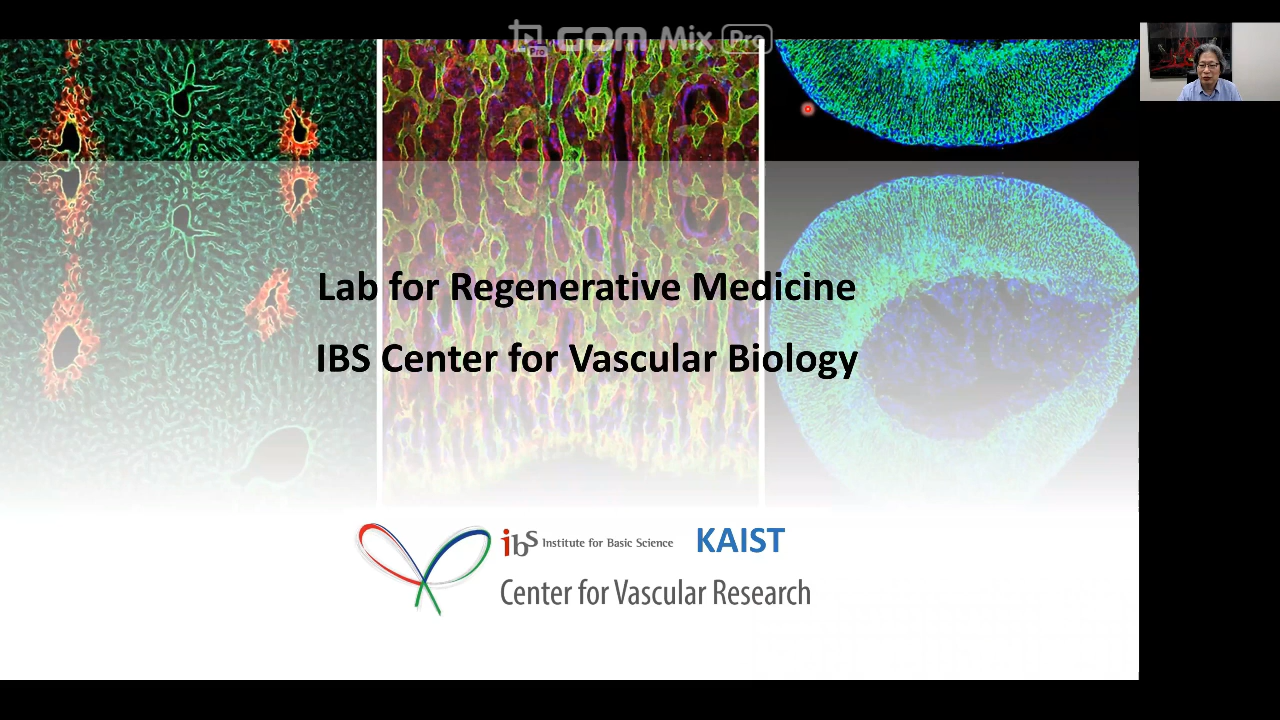 GOM Mix Pro
Pro
Lab for Regenerative Medicine
IBS Center for Vascular Biology
ibs Institute for Basic Science KAIST
Center for Vascular Research